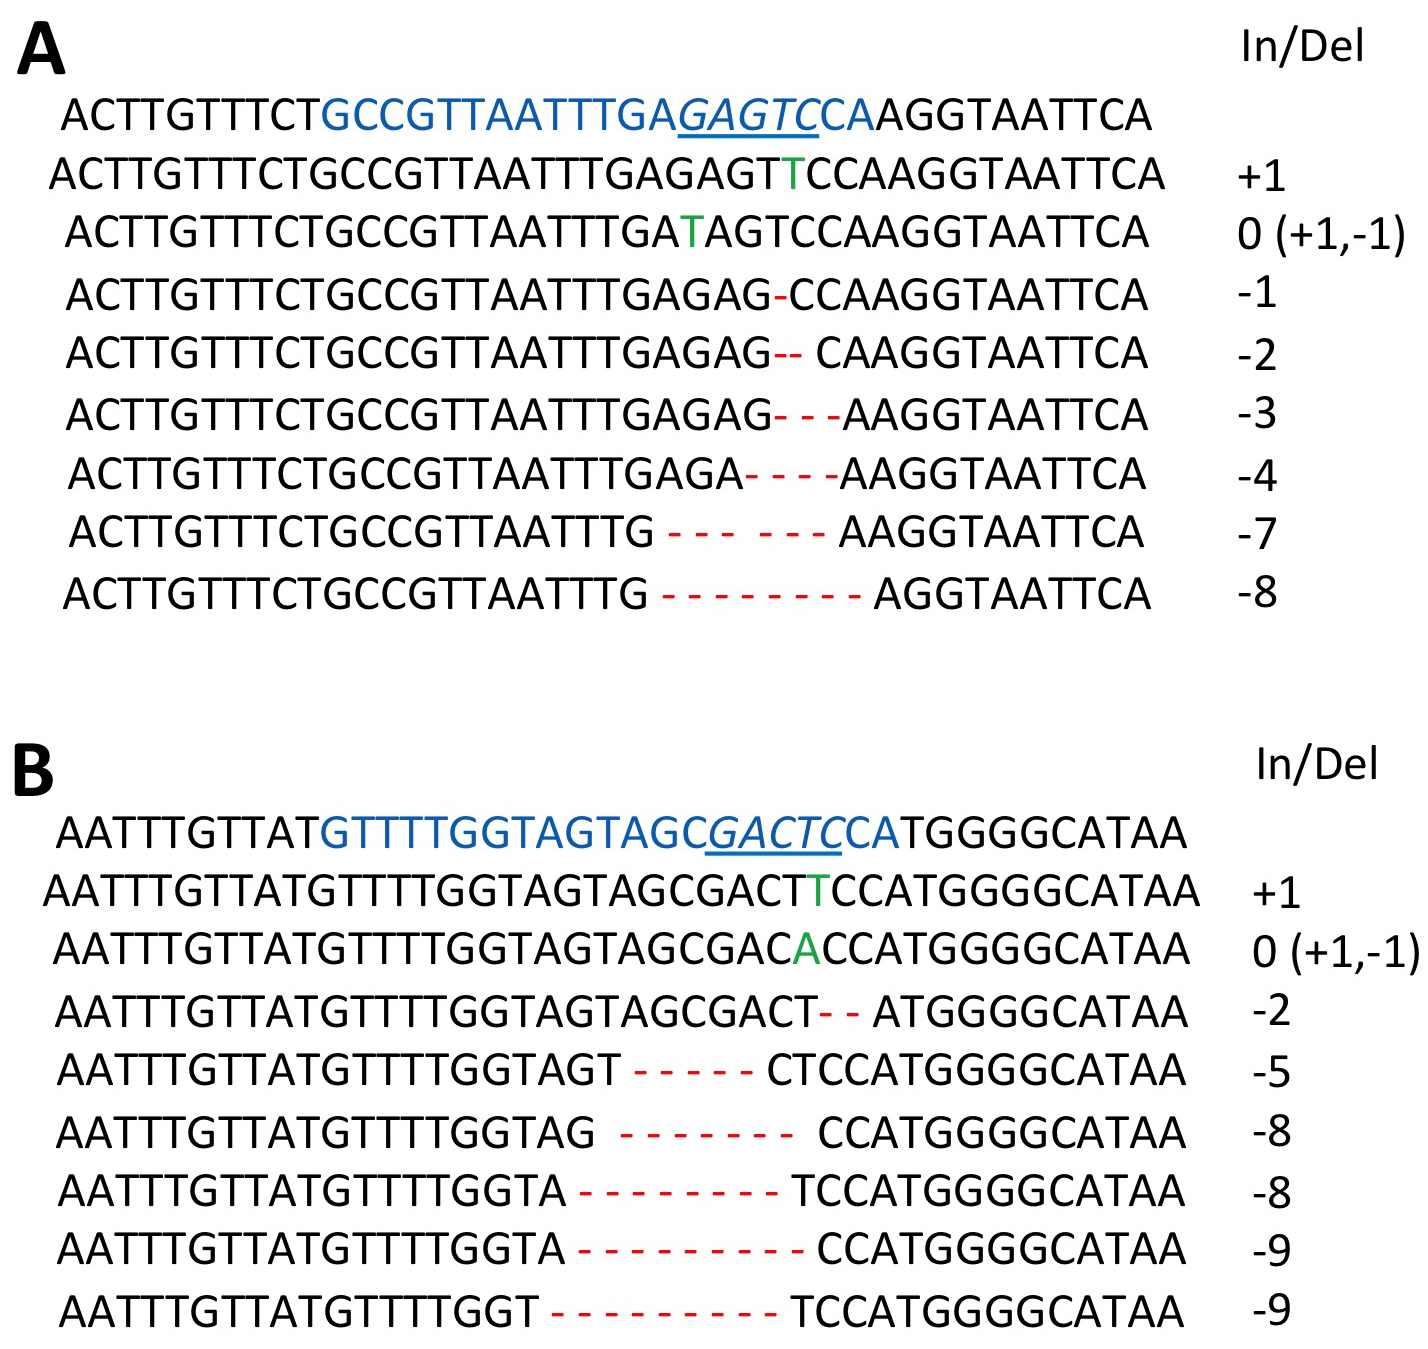 A In/Del
ACTTGTTTCTGCCGTTAATTTGAGAGTCCAAGGTAATTCA
ACTTGTTTCTGCCGTTAATTTGAGAGTTCCAAGGTAATTCA +1
ACTTGTTTCTGCCGTTAATTTGATAGTCCAAGGTAATTCA 0 (+1,-1)
ACTTGTTTCTGCCGTTAATTTGAGAG-CCAAGGTAATTCA -1
ACTTGTTTCTGCCGTTAATTTGAGAG-- CAAGGTAATTCA -2
ACTTGTTTCTGCCGTTAATTTGAGAG- - -AAGGTAATTCA -3
ACTTGTTTCTGCCGTTAATTTGAGA- - - -AAGGTAATTCA -4
ACTTGTTTCTGCCGTTAATTTG - - - - - - AAGGTAATTCA -7
ACTTGTTTCTGCCGTTAATTTG - - - - - - - - AGGTAATTCA -8
B In/Del
AATTTGTTATGTTTTGGTAGTAGCGACTCCATGGGGCATAA
AATTTGTTATGTTTTGGTAGTAGCGACTTCCATGGGGCATAA +1
AATTTGTTATGTTTTGGTAGTAGCGACACCATGGGGCATAA 0 (+1,-1)
AATTTGTTATGTTTTGGTAGTAGCGACT- - ATGGGGCATAA -2
AATTTGTTATGTTTTGGTAGT - - - - - CTCCATGGGGCATAA -5
AATTTGTTATGTTTTGGTAG - - - - - - - CCATGGGGCATAA -8
AATTTGTTATGTTTTGGTA - - - - - - - - TCCATGGGGCATAA -8
AATTTGTTATGTTTTGGTA - - - - - - - - - CCATGGGGCATAA -9
AATTTGTTATGTTTTGGT - - - - - - - - - TCCATGGGGCATAA -9